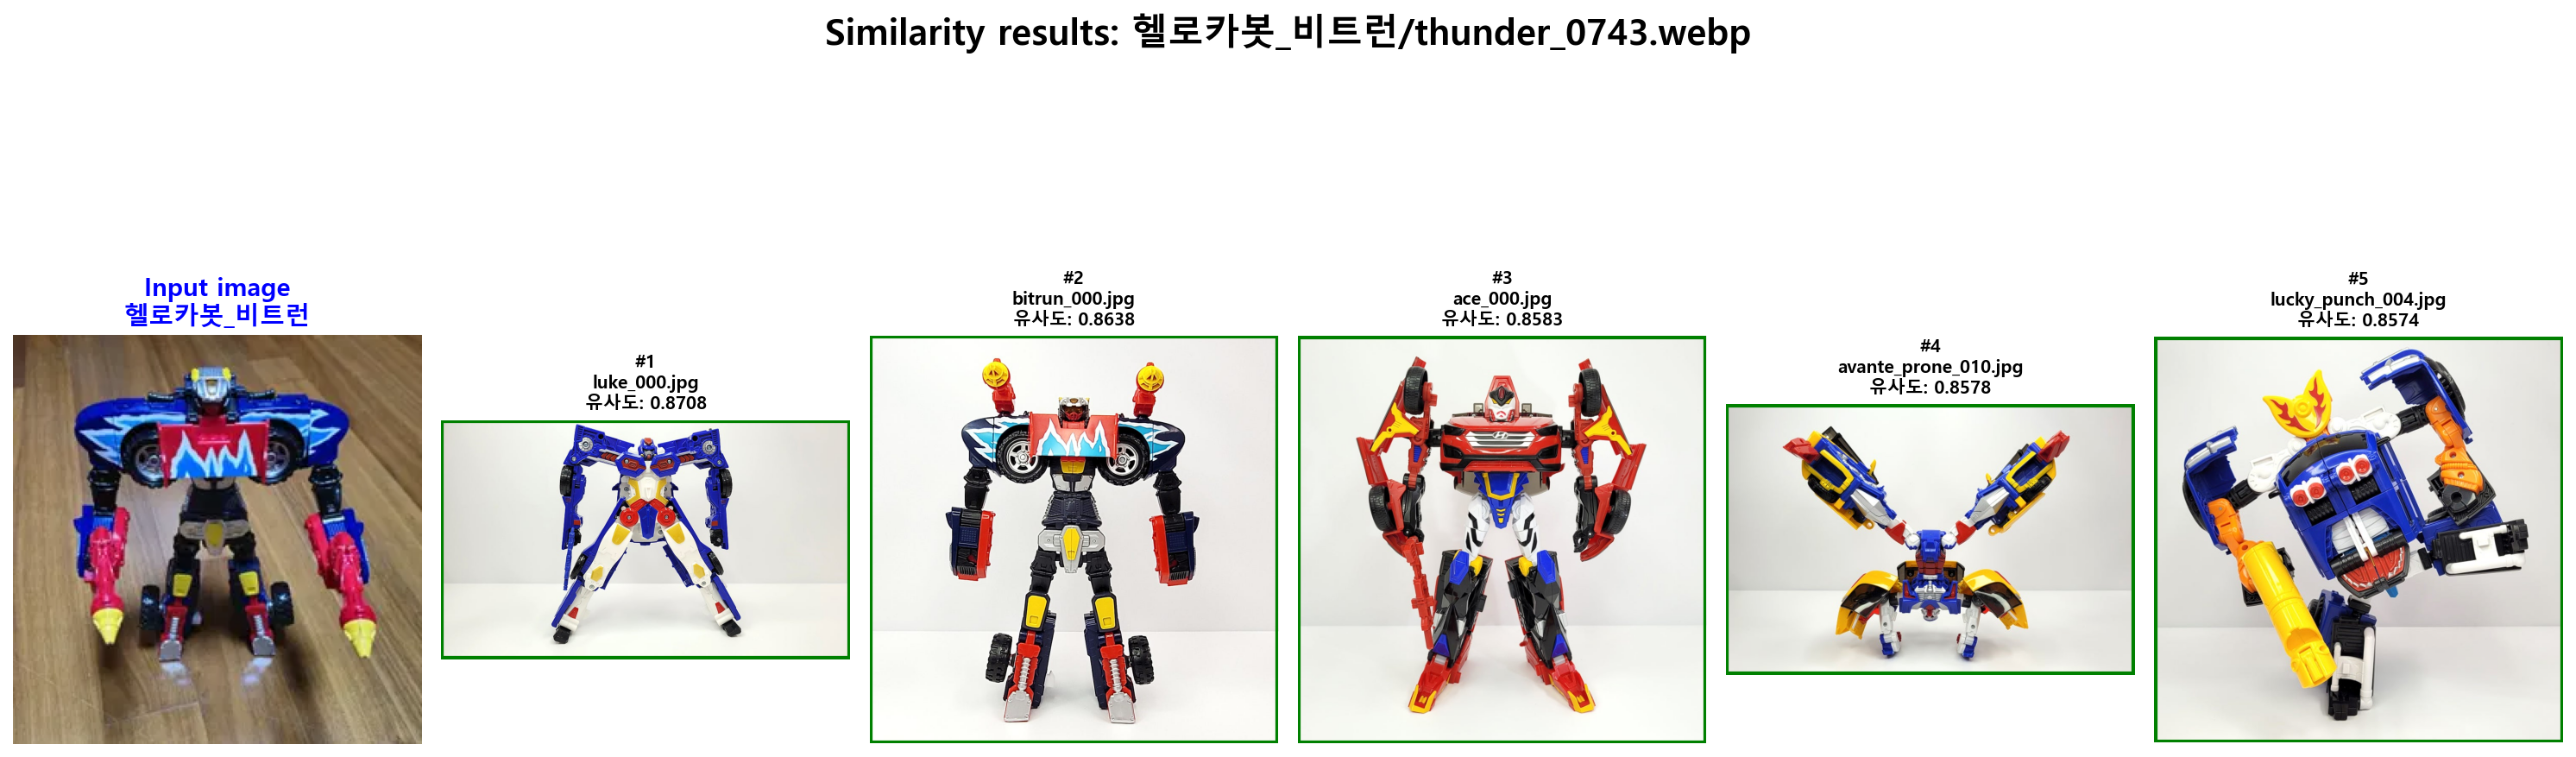 Similarity results: 헬로카봇_비트런/thunder_0743.webp
Input image
헬로카봇_비트런
#1
luke_000.jpg
유사도: 0.8708
#2
bitrun_000.jpg
유사도: 0.8638
#3
ace_000.jpg
유사도: 0.8583
#4
avante_prone_010.jpg
유사도: 0.8578
#5
lucky_punch_004.jpg
유사도: 0.8574